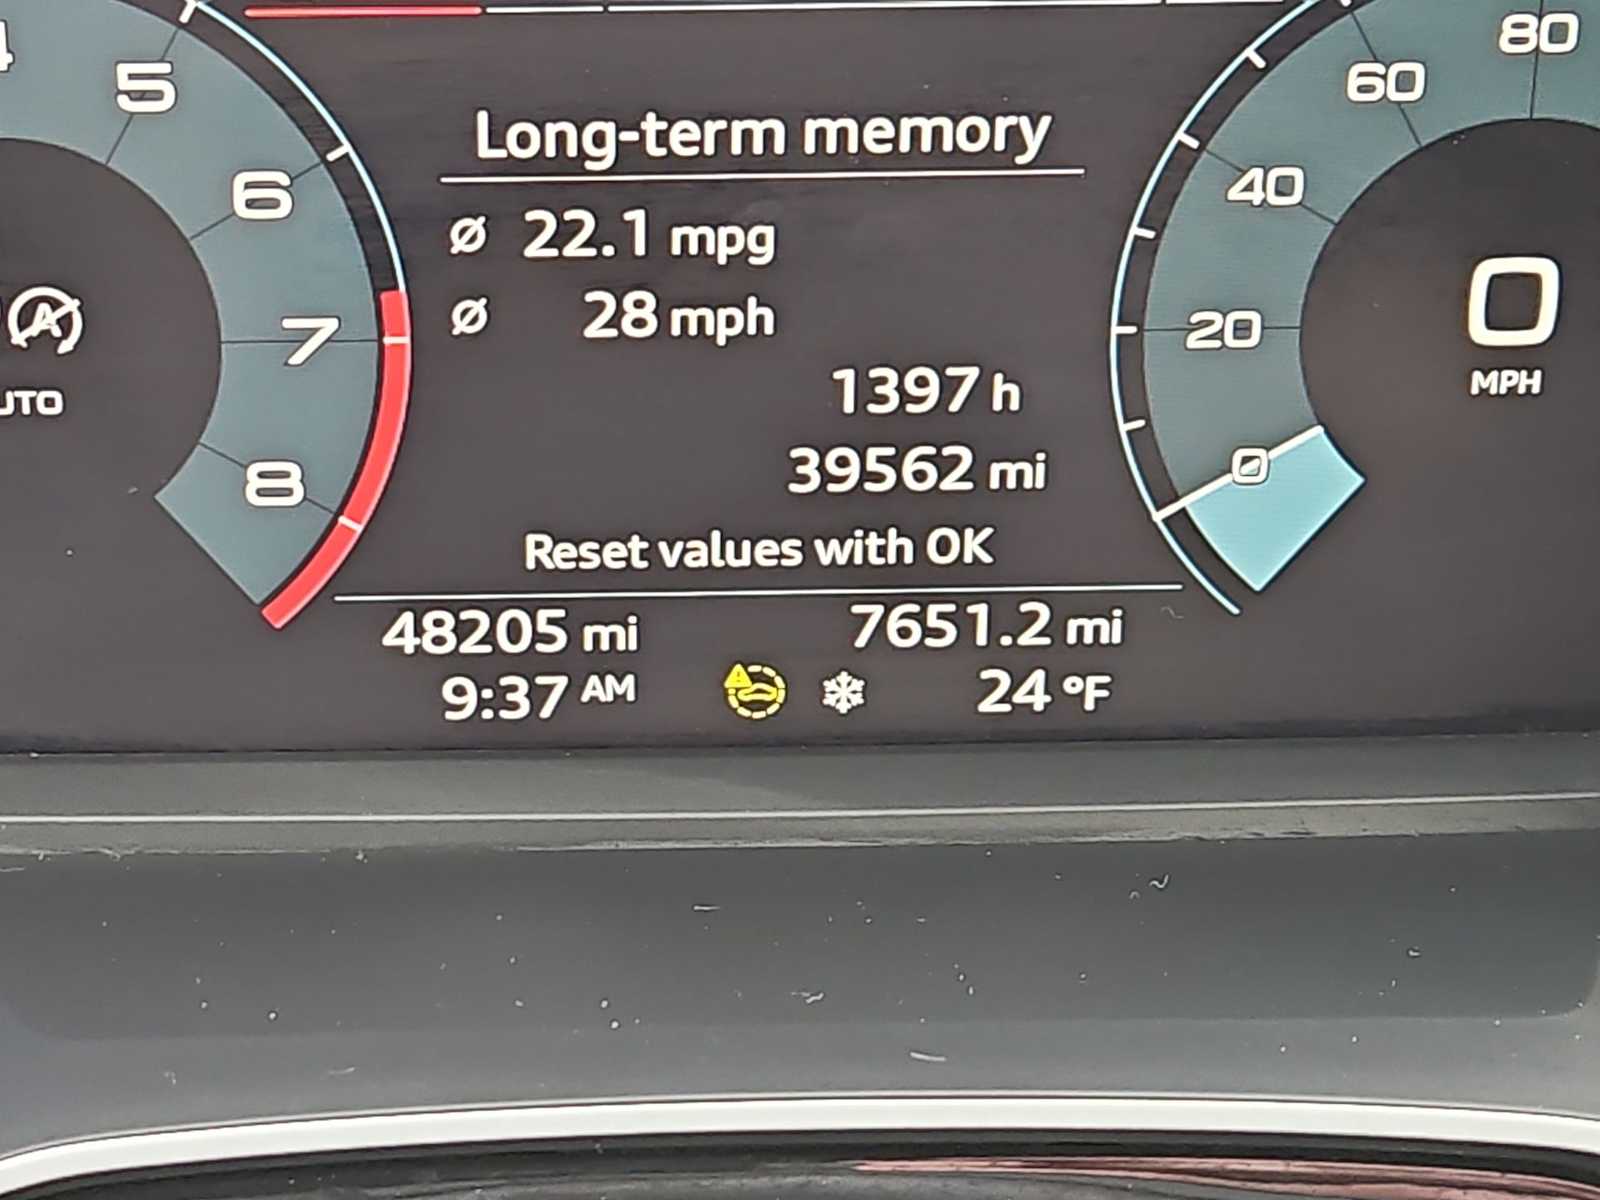 5
6
7
8
Long-term memory
ø 22.1 mpg
ø 28 mph
1397 h
39562 mi
Reset values with OK
48205 mi 7651.2 mi
9:37 AM 24 °F
A
80
60
40
20
0
0
MPH